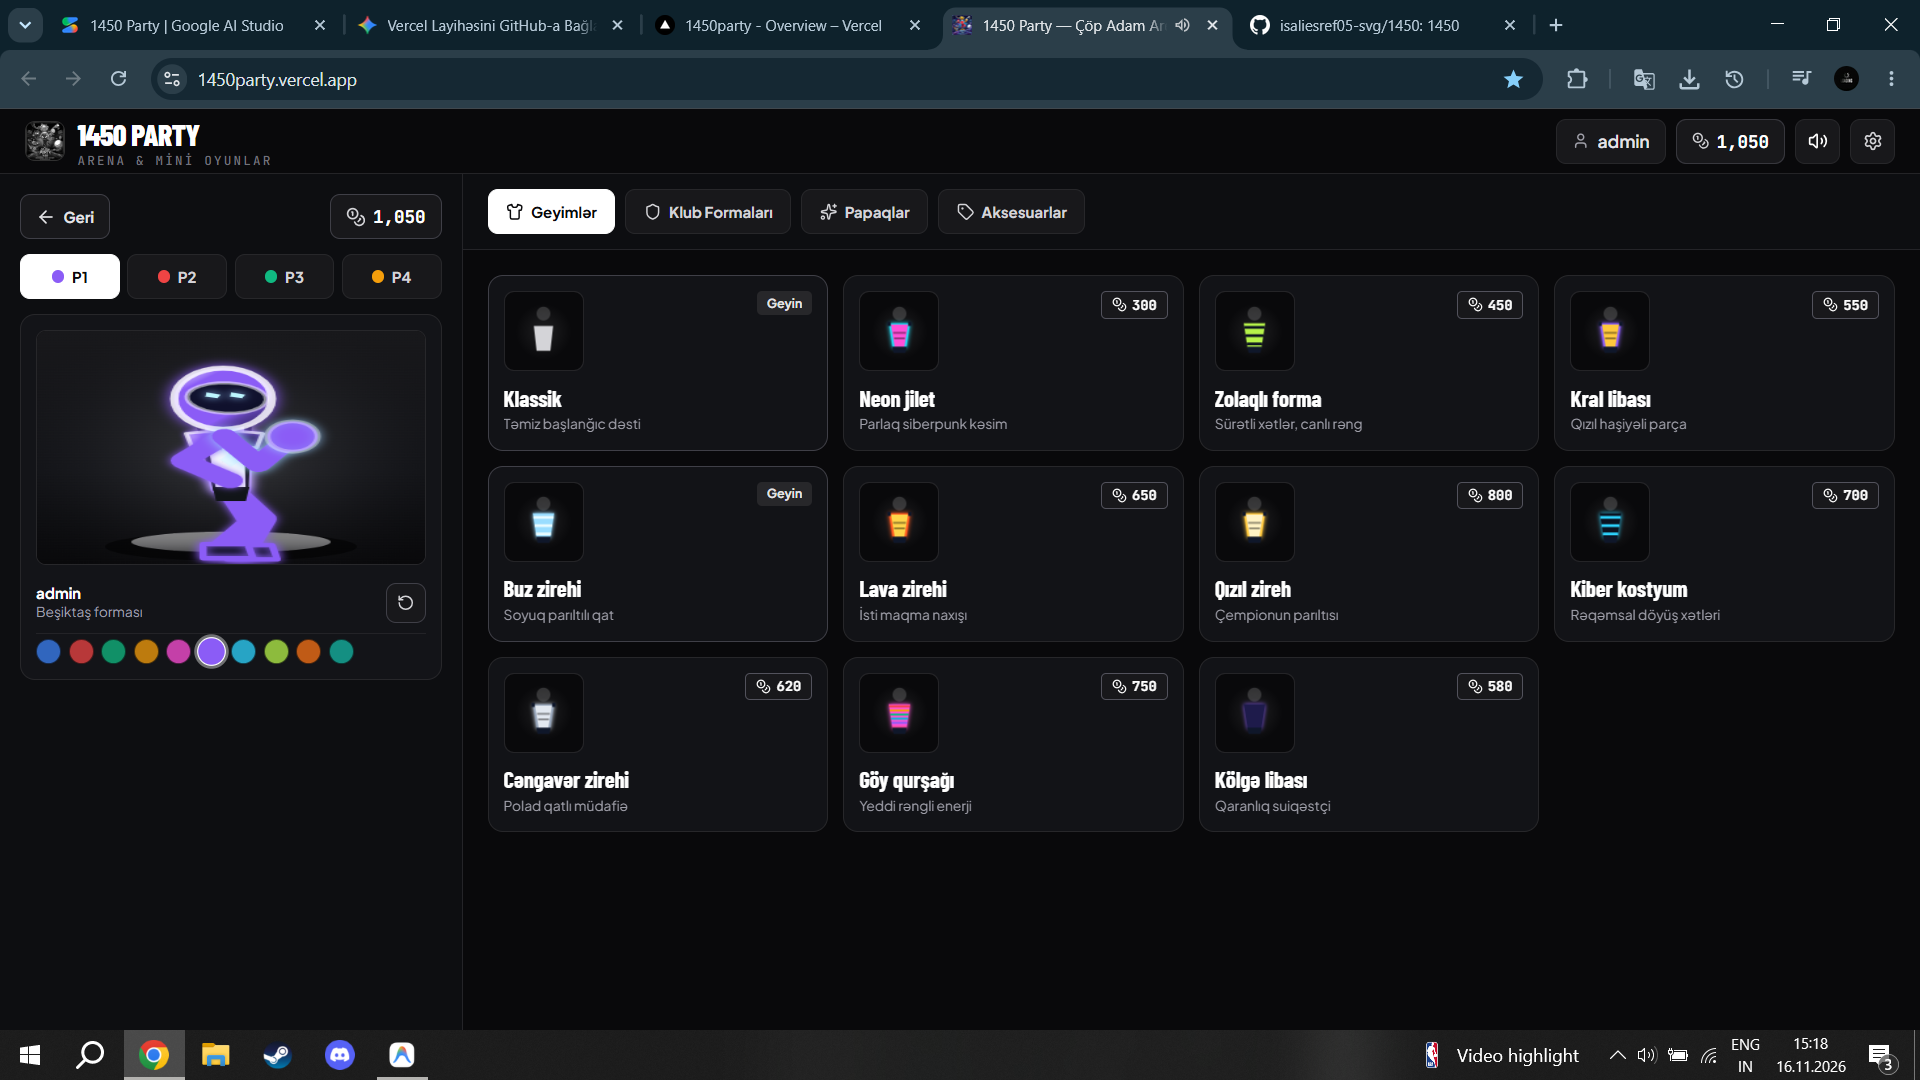 1450 Party | Google AI Studio
Vercel Layihəsini GitHub-a Bağl
1450party - Overview – Vercel
1450 Party — Çöp Adam Ar
isaliesref05-svg/1450: 1450
1450party.vercel.app
1450 PARTY
ARENA & MİNİ OYUNLAR
admin
1,050
Geri
1,050
Geyimlər
Klub Formaları
Papaqlar
Aksesuarlar
P1
P2
P3
P4
admin
Beşiktaş forması
Geyin
Klassik
Təmiz başlanğıc dəsti
300
Neon jilet
Parlaq siberpunk kəsim
450
Zolaqlı forma
Sürətli xətlər, canlı rəng
550
Kral libası
Qızıl haşiyəli parça
Geyin
Buz zirehi
Soyuq parıltılı qat
650
Lava zirehi
İsti maqma naxışı
800
Qızıl zireh
Çempionun parıltısı
700
Kiber kostyum
Rəqəmsal döyüş xətləri
620
Cəngavər zirehi
Polad qatlı müdafiə
750
Göy qurşağı
Yeddi rəngli enerji
580
Kölgə libası
Qaranlıq suiqəstçi
Video highlight
ENG
IN
15:18
16.11.2026
3